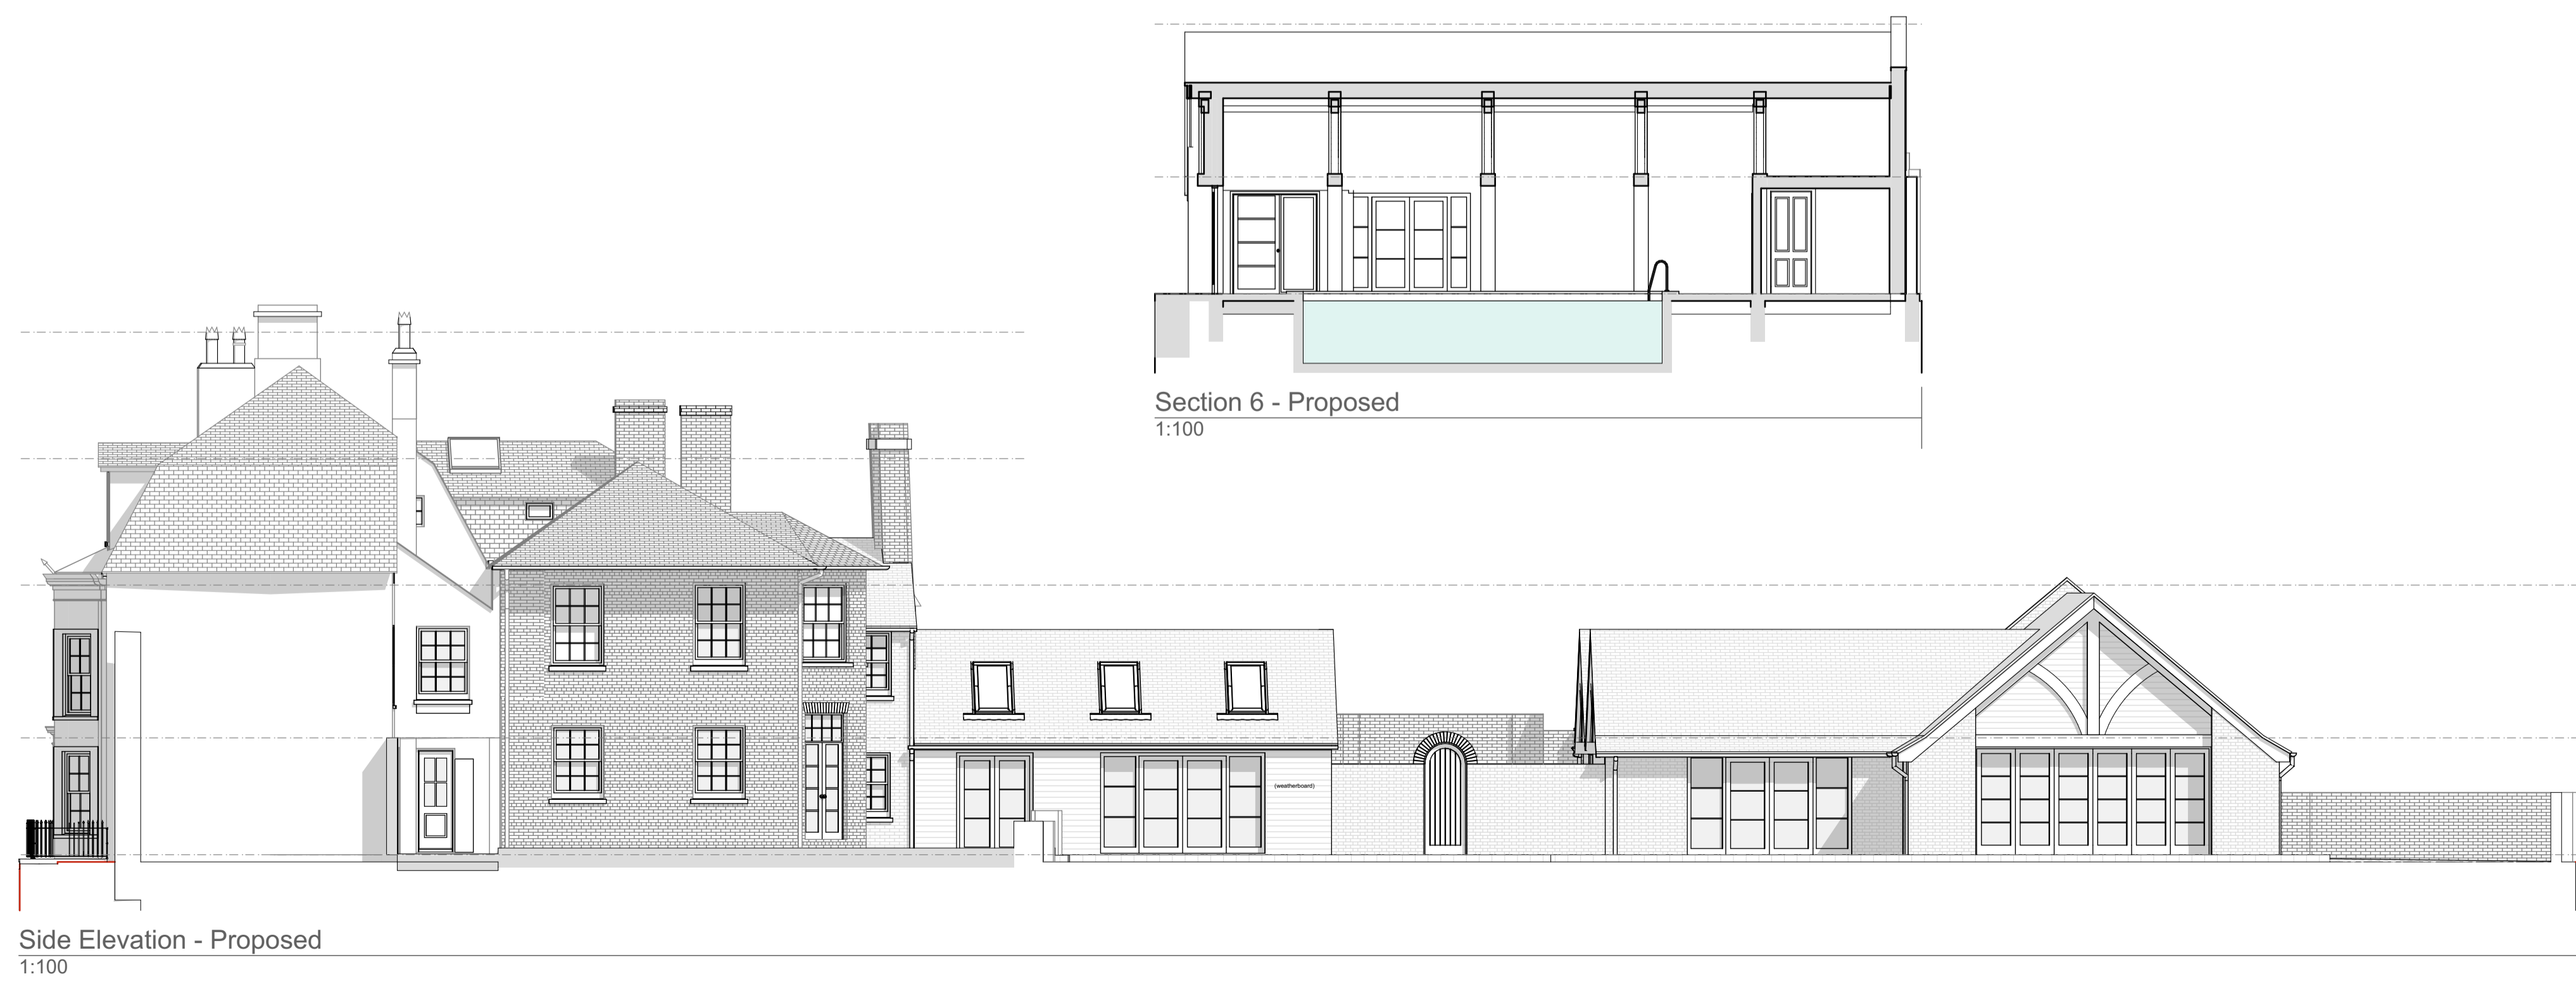 Section 6 - Proposed
1:100
(weatherboard)
Side Elevation - Proposed
1:100